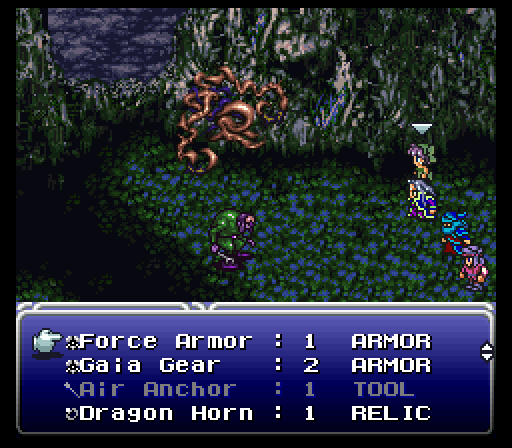 Force Armor : 1 ARMOR
Gaia Gear : 2 ARMOR
Air Anchor : 1 TOOL
Dragon Horn : 1 RELIC